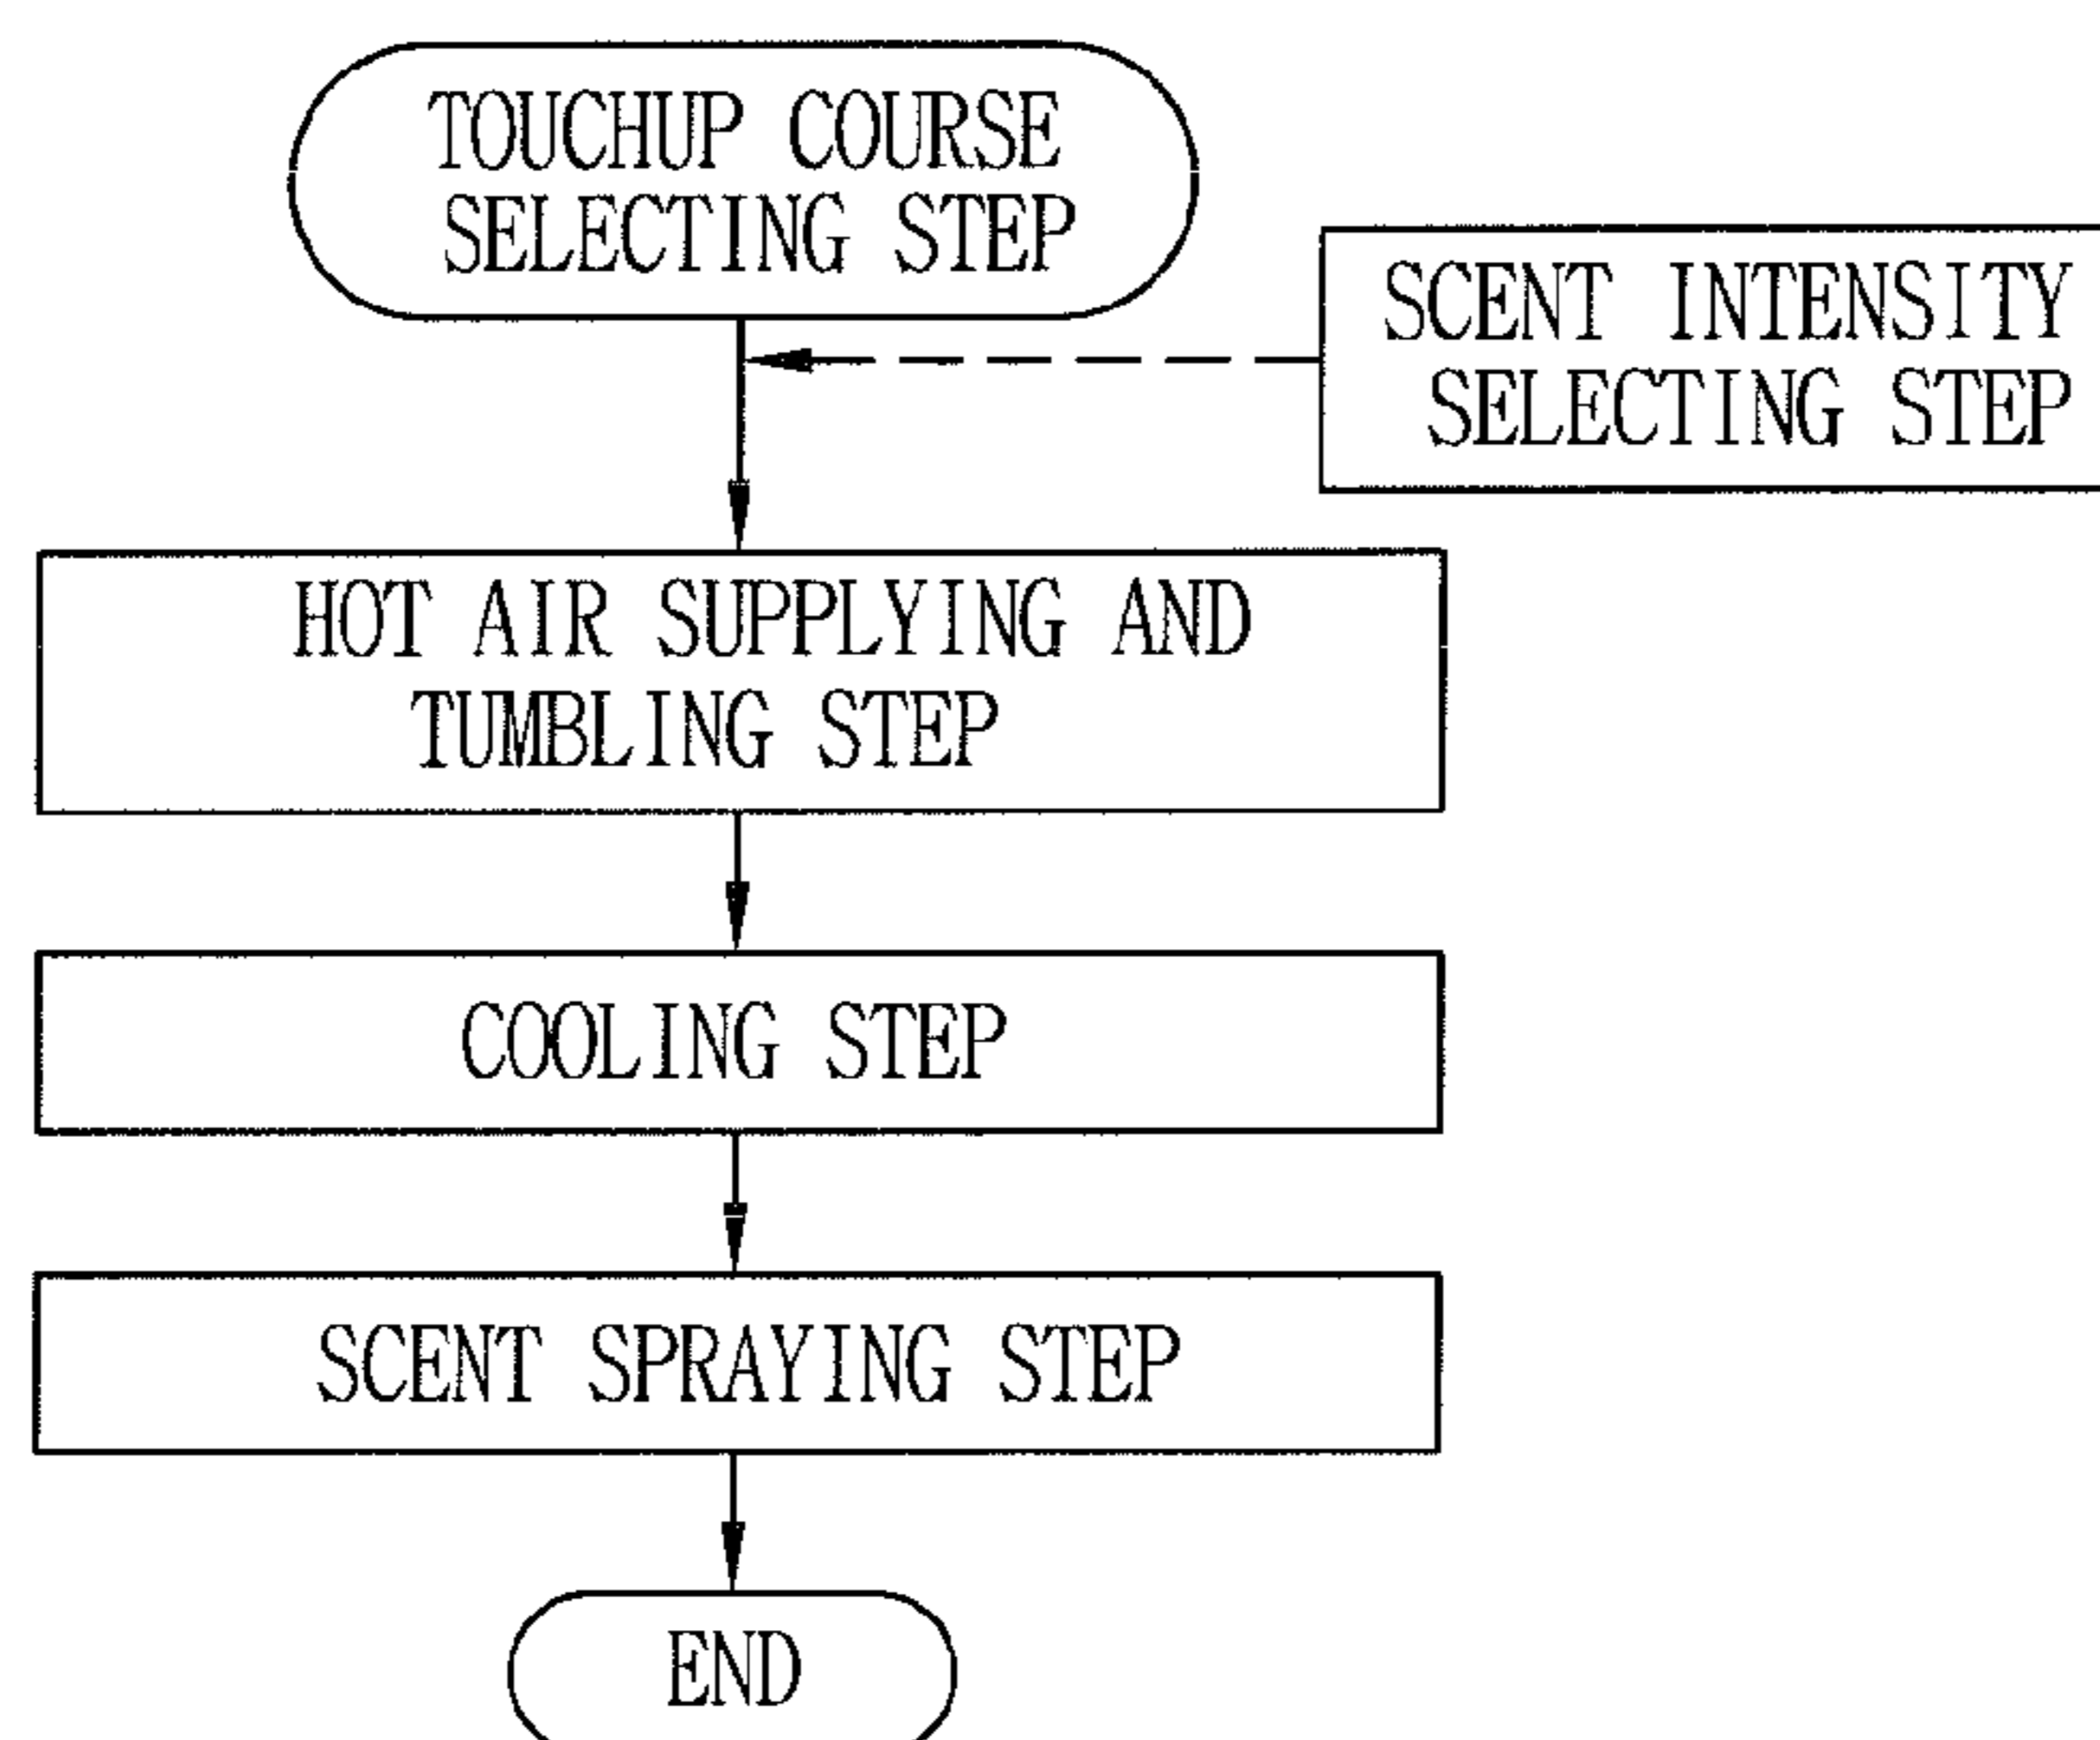 TOUCHUP COURSE
SELECTING STEP
SCENT INTENSITY
SELECTING STEP
HOT AIR SUPPLYING AND
TUMBLING STEP
COOLING STEP
SCENT SPRAYING STEP
END